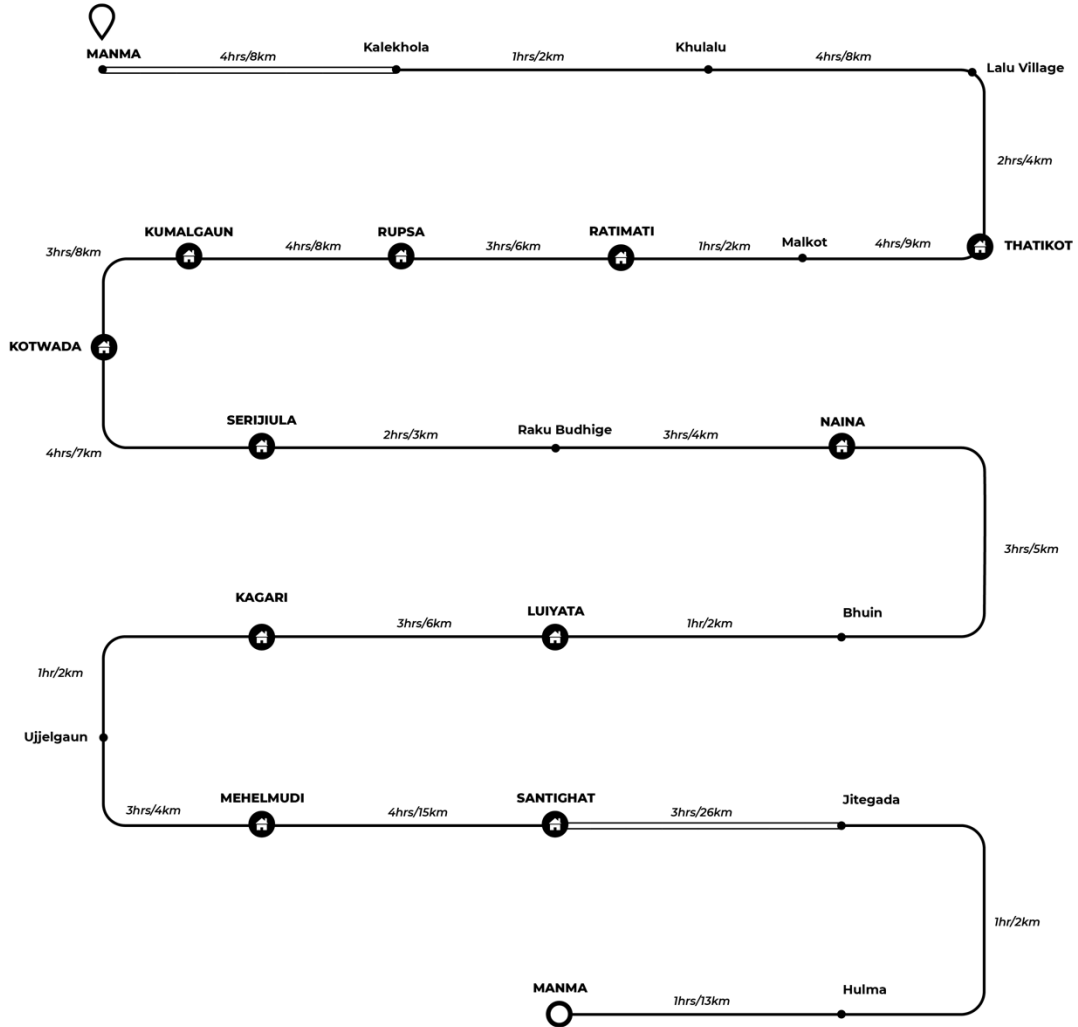 MANMA
4hrs/8km
Kalekhola
1hrs/2km
Khulalu
4hrs/8km
Lalu Village
2hrs/4km
THATIKOT
4hrs/9km
Malkot
1hrs/2km
RATIMATI
3hrs/6km
RUPSA
4hrs/8km
KUMALGAUN
3hrs/8km
KOTWADA
4hrs/7km
SERIJIULA
2hrs/3km
Raku Budhige
3hrs/4km
NAINA
3hrs/5km
Bhuin
1hr/2km
LUIYATA
3hrs/6km
KAGARI
1hr/2km
Ujjelgaun
3hrs/4km
MEHELMUDI
4hrs/15km
SANTIGHAT
3hrs/26km
Jitegada
1hr/2km
Hulma
1hrs/13km
MANMA